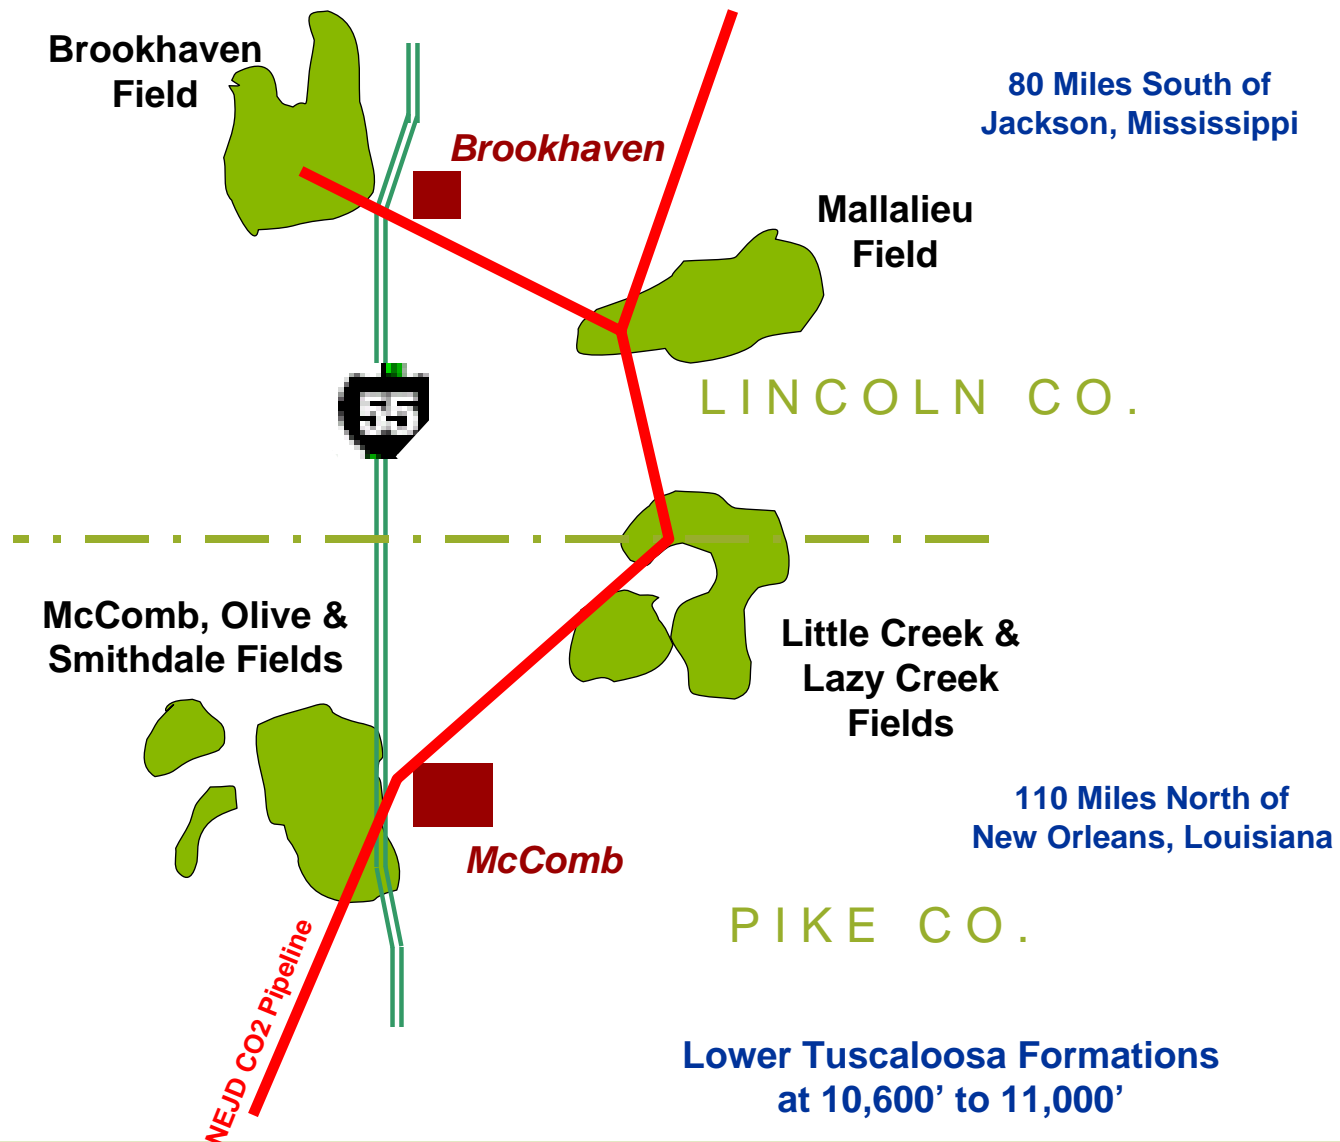 Brookhaven
Field
80 Miles South of
Jackson, Mississippi
Brookhaven
Mallalieu
Field
LINCOLN CO.
55
McComb, Olive &
Smithdale Fields
Little Creek &
Lazy Creek
Fields
110 Miles North of
New Orleans, Louisiana
McComb
PIKE CO.
NEJD CO2 Pipeline
Lower Tuscaloosa Formations
at 10,600’ to 11,000’